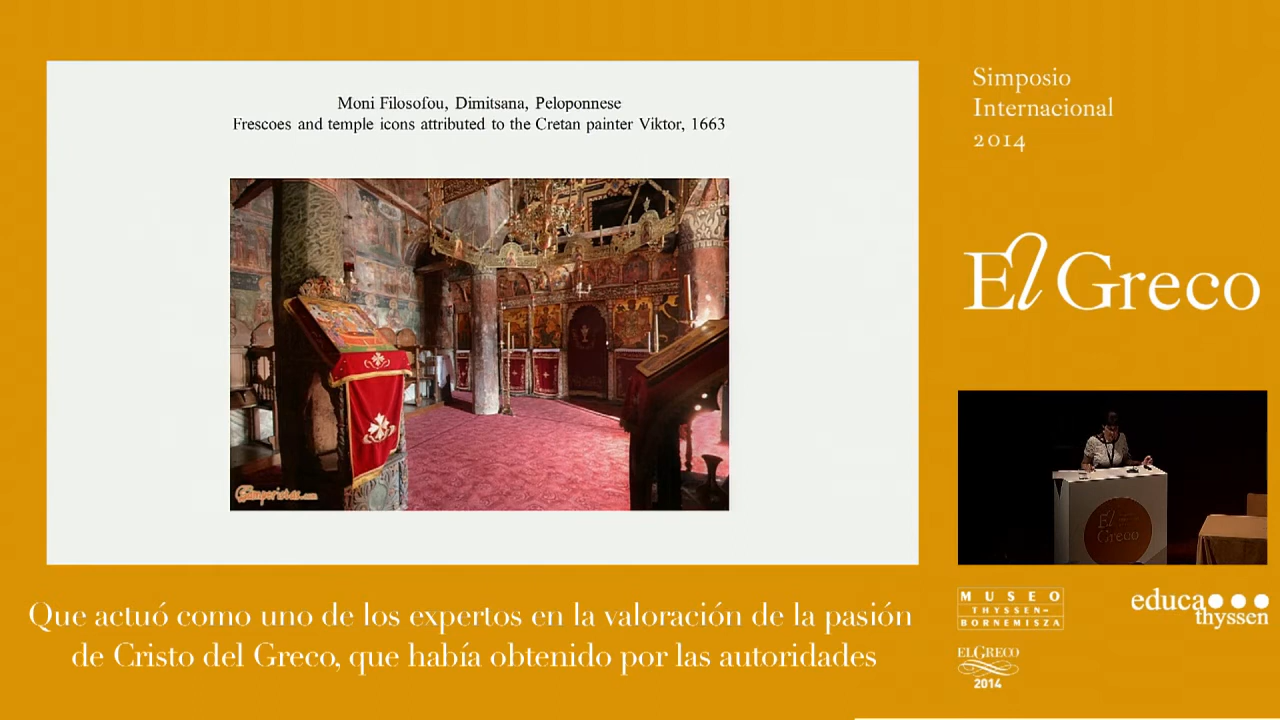 Moni Filosofou, Dimitsana, Peloponnese
Frescoes and temple icons attributed to the Cretan painter Viktor, 1663
Simposio
Internacional
2014
El Greco
El
Greco
Que actuó como uno de los expertos en la valoración de la pasión
de Cristo del Greco, que había obtenido por las autoridades
MUSEO
THYSSEN-
BORNEMISZA
educa
thyssen
ELGRECO
2014